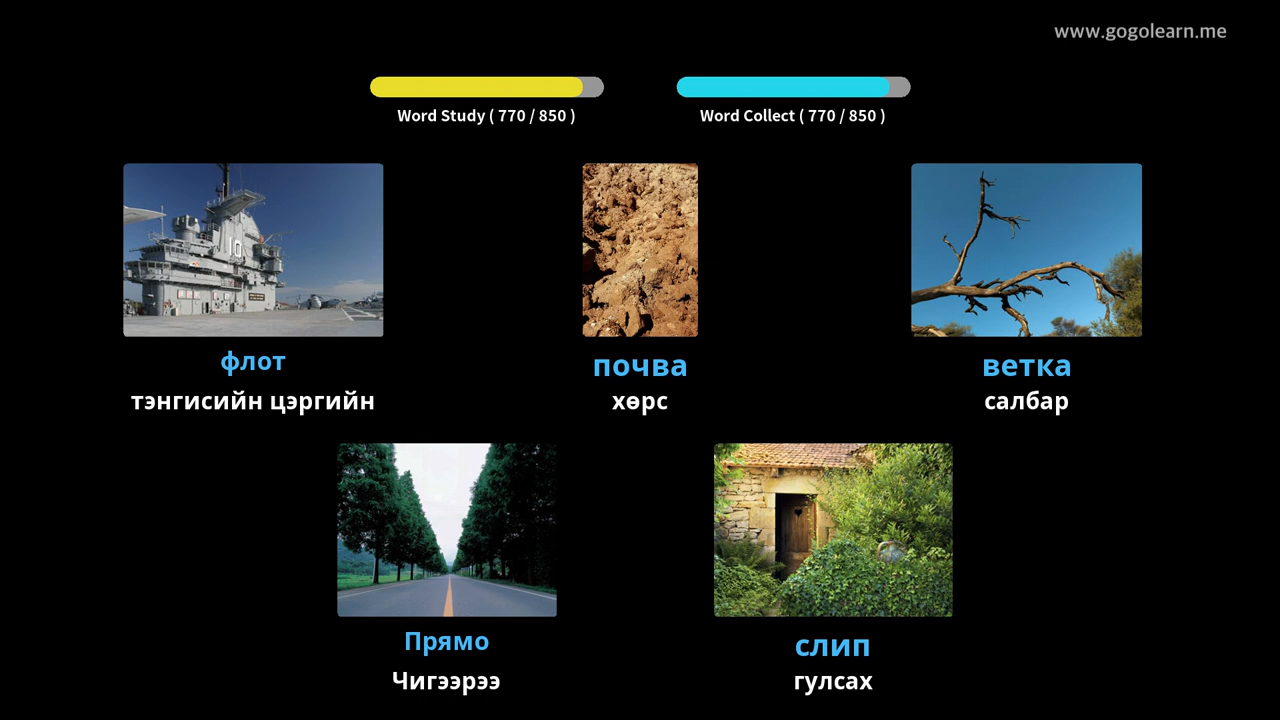 www.gogolearn.me
Word Study ( 770 / 850 )
Word Collect ( 770 / 850 )
флот
тэнгисийн цэргийн
почва
хөрс
ветка
салбар
Прямо
Чигээрээ
слип
гулсах